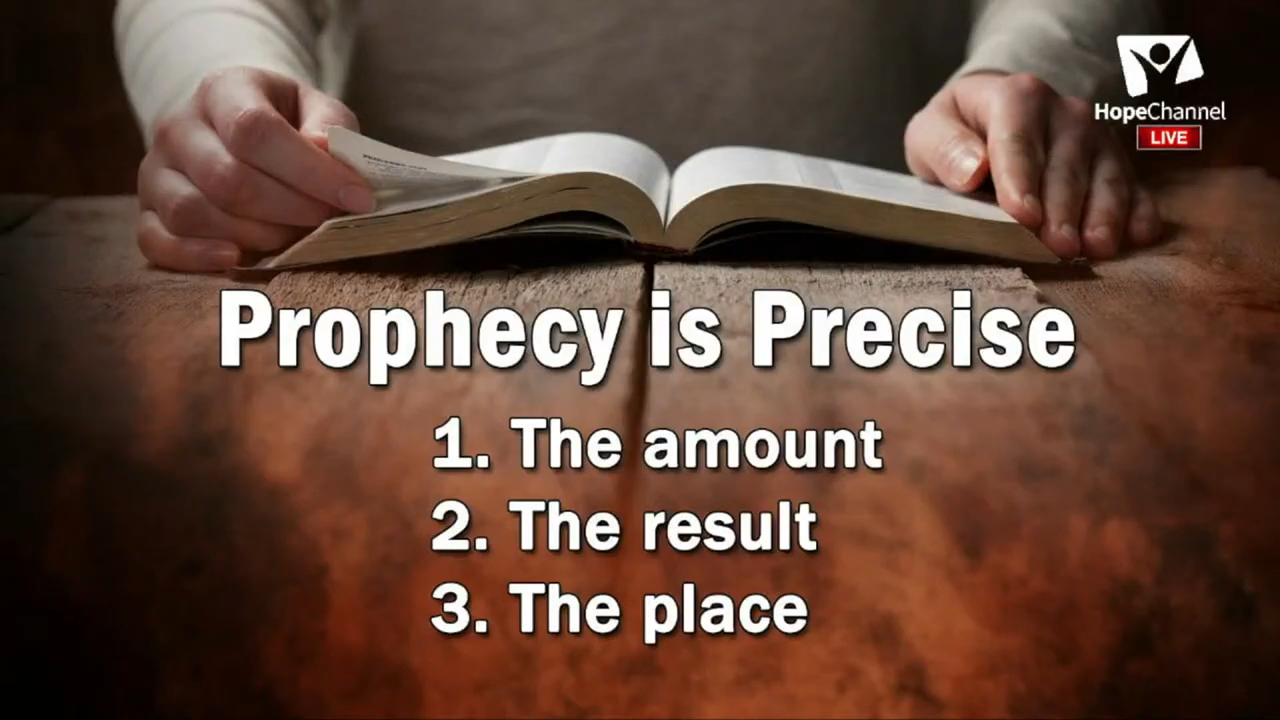 HopeChannel
LIVE
Prophecy is Precise
1. The amount
2. The result
3. The place